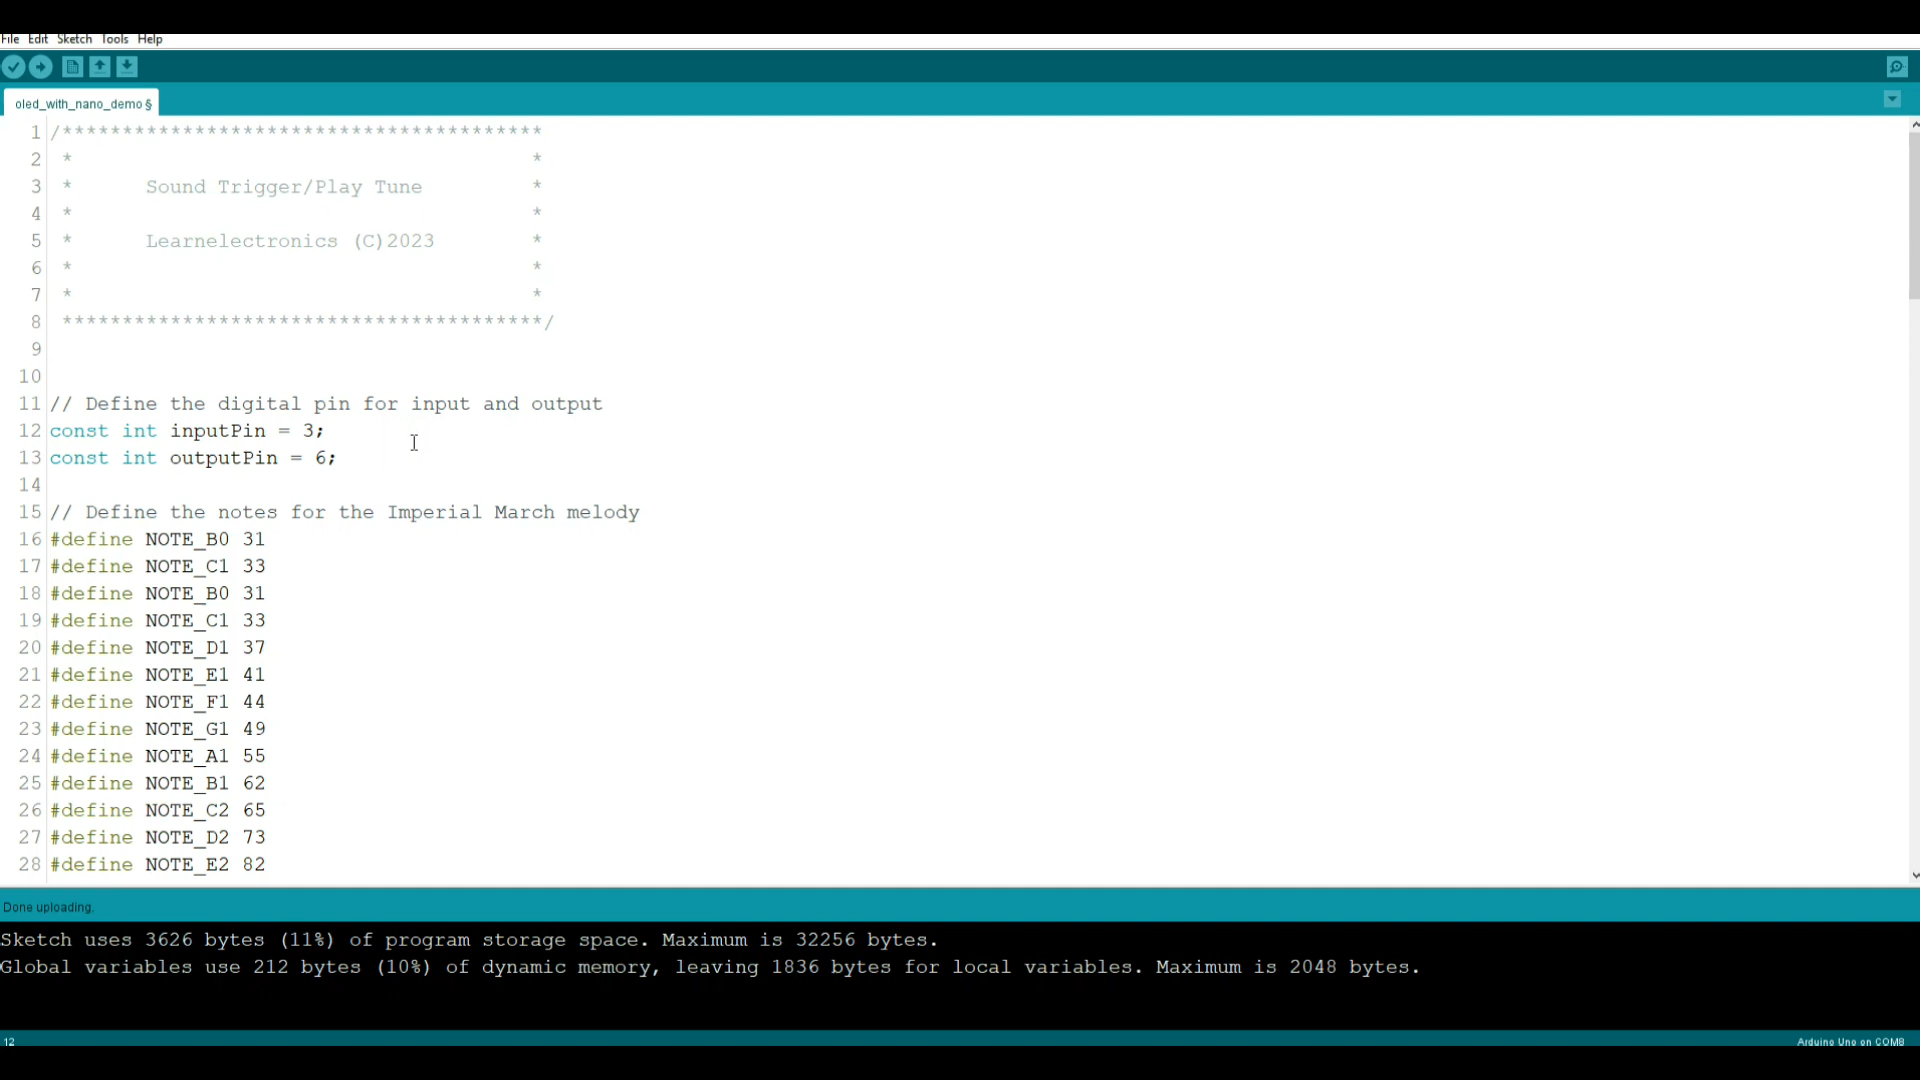 File Edit Sketch Tools Help
oled_with_nano_demo §
1 /****************************************
2 * *
3 * Sound Trigger/Play Tune *
4 * *
5 * Learnelectronics (C)2023 *
6 * *
7 * *
8 ****************************************/
9
10
11 // Define the digital pin for input and output
12 const int inputPin = 3;
13 const int outputPin = 6;
14
15 // Define the notes for the Imperial March melody
16 #define NOTE_B0 31
17 #define NOTE_C1 33
18 #define NOTE_B0 31
19 #define NOTE_C1 33
20 #define NOTE_D1 37
21 #define NOTE_E1 41
22 #define NOTE_F1 44
23 #define NOTE_G1 49
24 #define NOTE_A1 55
25 #define NOTE_B1 62
26 #define NOTE_C2 65
27 #define NOTE_D2 73
28 #define NOTE_E2 82
Done uploading.
Sketch uses 3626 bytes (11%) of program storage space. Maximum is 32256 bytes.
Global variables use 212 bytes (10%) of dynamic memory, leaving 1836 bytes for local variables. Maximum is 2048 bytes.
12 Arduino Uno on COM8